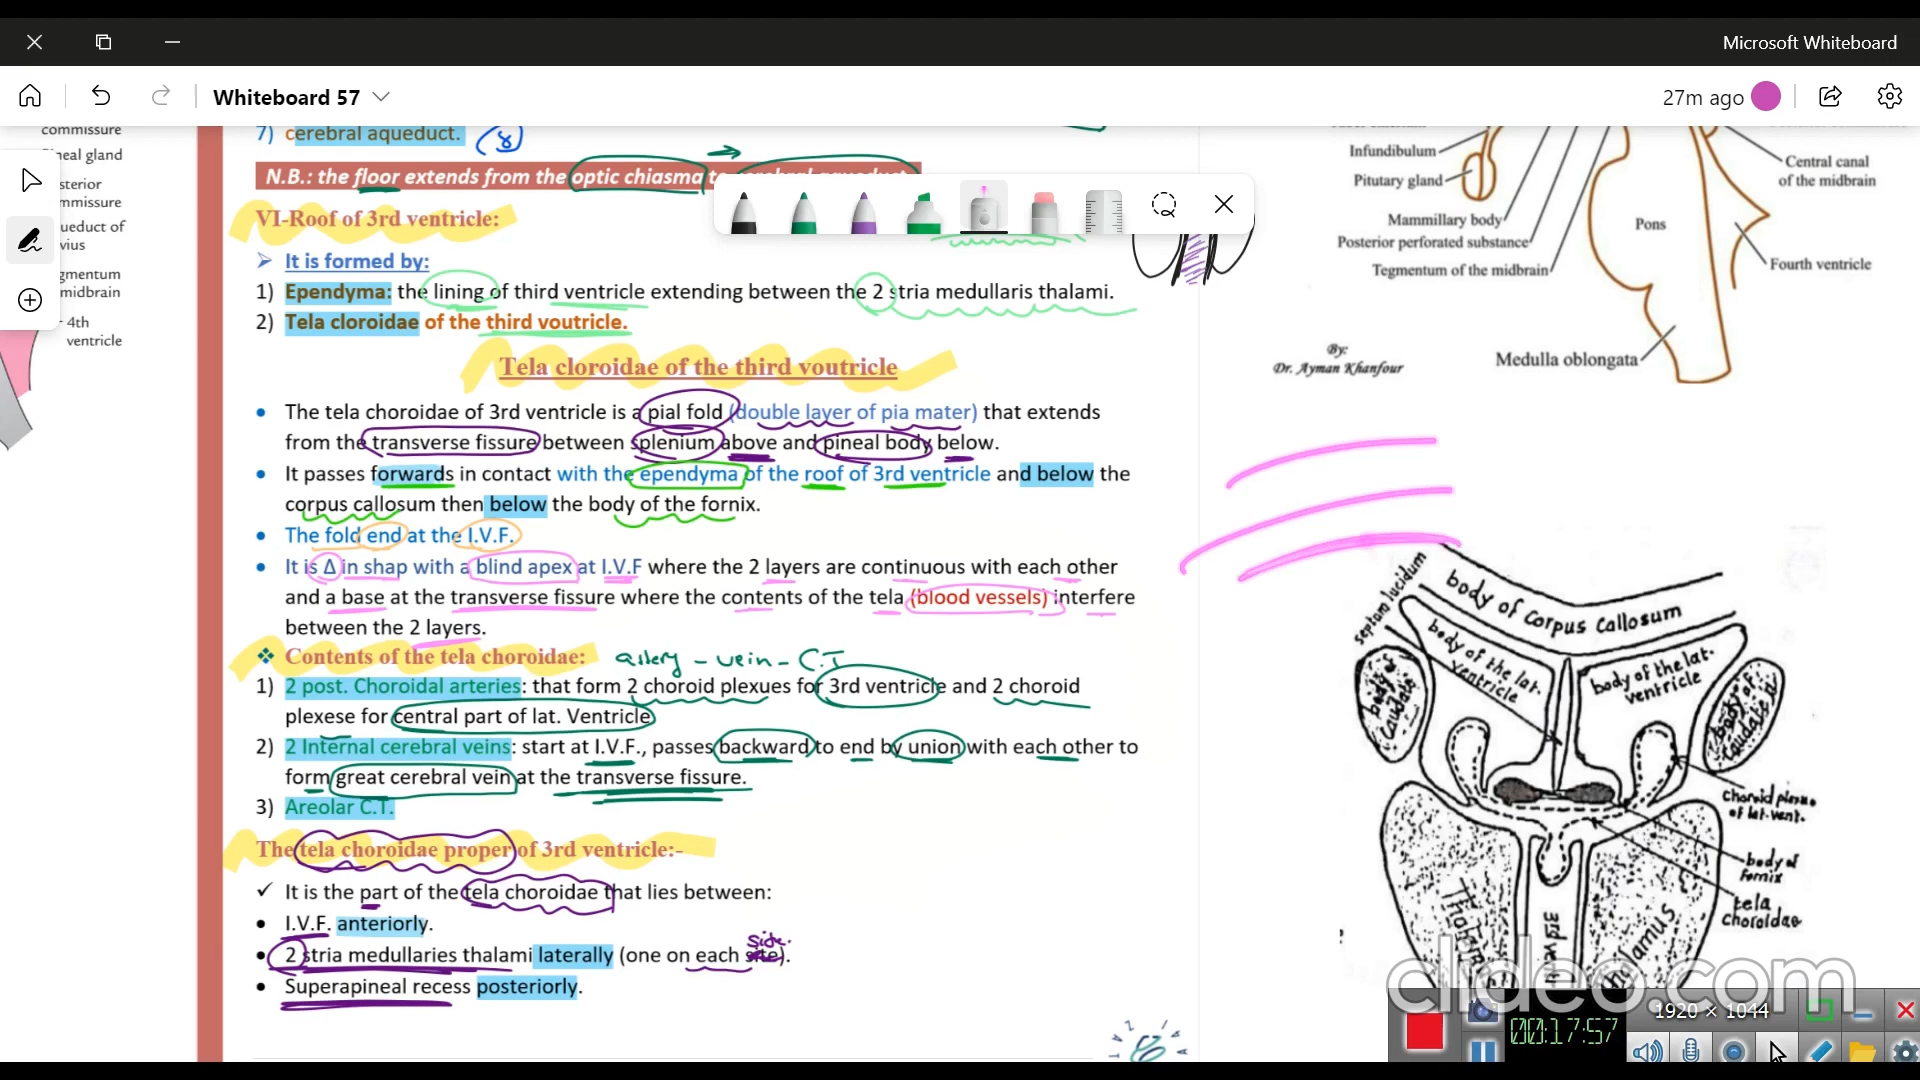 Microsoft Whiteboard
Whiteboard 57
27m ago
commissure
neal gland
sterior
mmissure
ueduct of
vius
gmentum
midbrain
4th
ventricle
7) cerebral aqueduct. (8)
N.B.: the floor extends from the optic chiasma to cerebral aqueduct
VI-Roof of 3rd ventricle:
It is formed by:
1) Ependyma: the lining of third ventricle extending between the 2 stria medullaris thalami.
2) Tela cloroidae of the third voutricle.
Tela cloroidae of the third voutricle
• The tela choroidae of 3rd ventricle is a pial fold (double layer of pia mater) that extends
from the transverse fissure between splenium above and pineal body below.
• It passes forwards in contact with the ependyma of the roof of 3rd ventricle and below the
corpus callosum then below the body of the fornix.
• The fold end at the I.V.F.
• It is Δ in shap with a blind apex at I.V.F where the 2 layers are continuous with each other
and a base at the transverse fissure where the contents of the tela (blood vessels) interfere
between the 2 layers.
❖ Contents of the tela choroidae: artery - vein - C.T
1) 2 post. Choroidal arteries: that form 2 choroid plexues for 3rd ventricle and 2 choroid
plexese for central part of lat. Ventricle
2) 2 Internal cerebral veins: start at I.V.F., passes backward to end by union with each other to
form great cerebral vein at the transverse fissure.
3) Areolar C.T.
The tela choroidae proper of 3rd ventricle:-
✓ It is the part of the tela choroidae that lies between:
• I.V.F. anteriorly.
side.
• 2 stria medullaries thalami laterally (one on each site).
• Superapineal recess posteriorly.
Infundibulum
Pitutary gland
Mammillary body
Posterior perforated substance
Tegmentum of the midbrain
Pons
Central canal
of the midbrain
Fourth ventricle
Medulla oblongata
By:
Dr. Ayman Khanfour
septum lucidum
body of Corpus Callosum
body of the lat.
ventricle
body of the lat.
ventricle
body of
caudate
body of
caudate
choroid plexus
of lat. vent.
body of
fornix
tela
choroidae
Thalamus
3rd ven
Thalamus
clideo.com
1920 × 1044
00:17:57